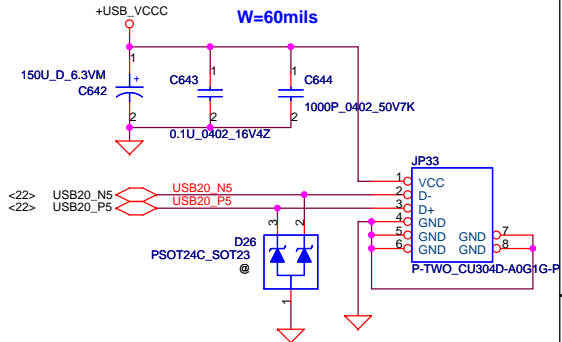 +USB_VCCC
W=60mils
1
1
1
150U_D_6.3VM
+
C642
C643
C644
1000P_0402_50V7K
2
2
2
0.1U_0402_16V4Z
JP33
1 VCC
<22> USB20_N5 USB20_N5 2 D-
<22> USB20_P5 USB20_P5 3 D+
4 GND
5 GND GND 7
6 GND GND 8
3 2
D26
PSOT24C_SOT23
@
P-TWO_CU304D-A0G1G-P
1